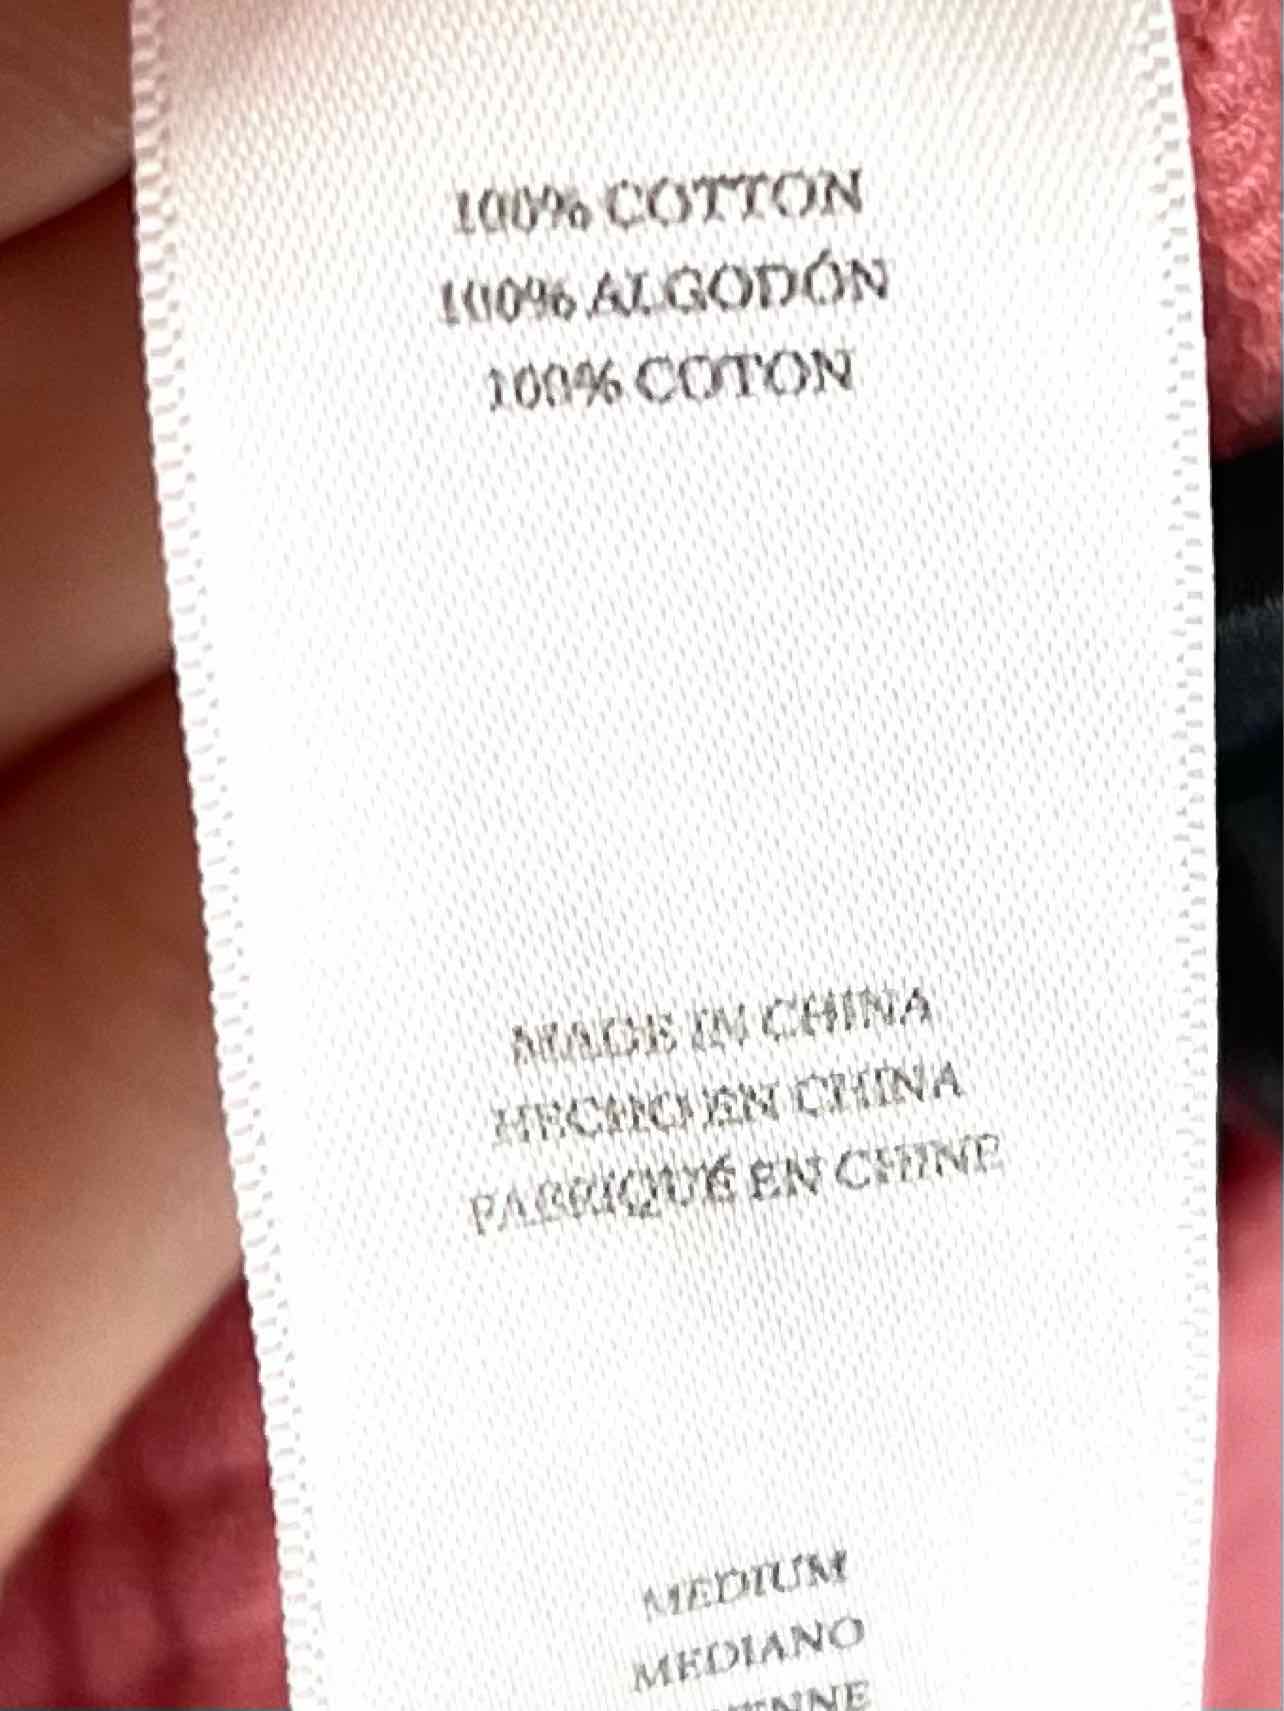 100% COTTON
100% ALGODÓN
100% COTON
MADE IN CHINA
HECHO EN CHINA
FABRIQUÉ EN CHINE
MEDIUM
MEDIANO